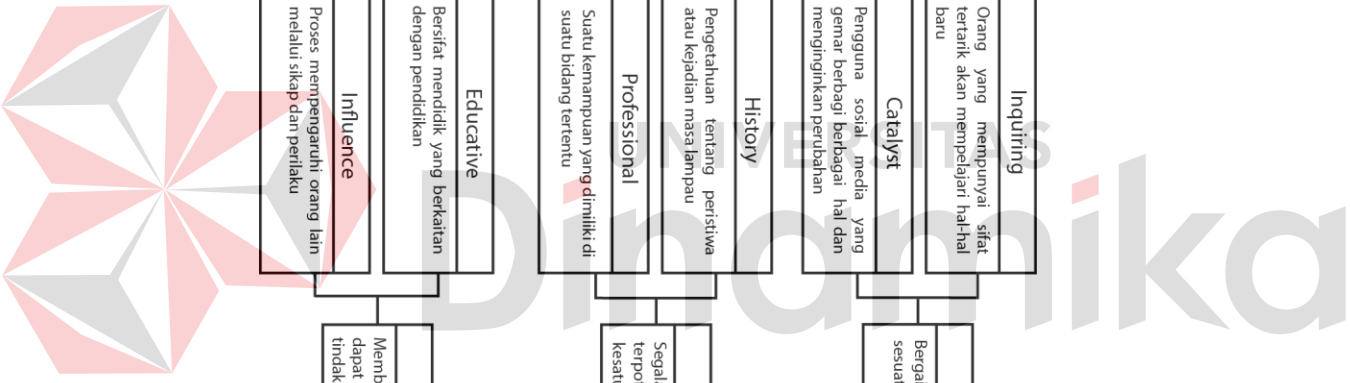 Inquiring
Orang yang mempunyai sifat
tertarik akan mempelajari hal-hal
baru
Catalyst
Pengguna sosial media yang
gemar berbagi berbagai hal dan
menginginkan perubahan
History
Pengetahuan tentang peristiwa
atau kejadian masa lampau
Professional
Suatu kemampuan yang dimiliki di
suatu bidang tertentu
Educative
Bersifat mendidik yang berkaitan
dengan pendidikan
Influence
Proses mempengaruhi orang lain
melalui sikap dan perilaku
dapat
UNIVERSITAS
Dinamika